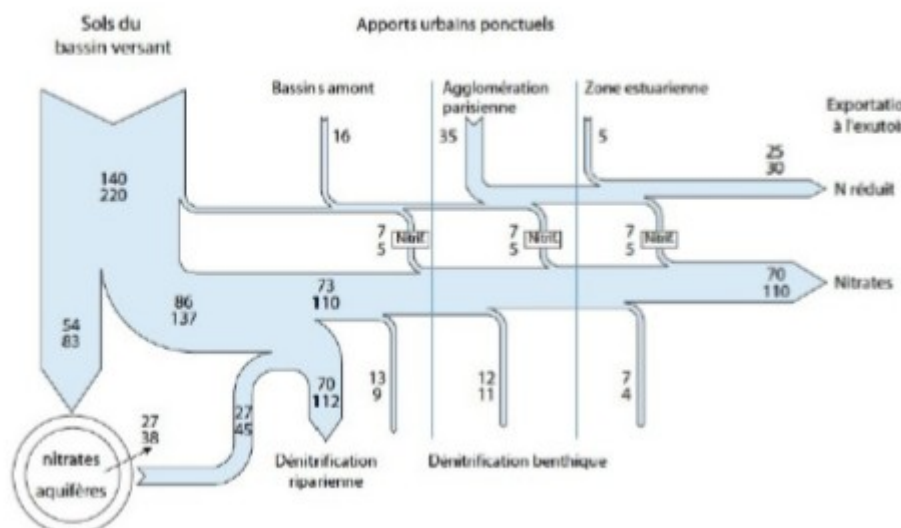 Sols du
bassin versant
Apports urbains ponctuels
Bassins amont
Agglomération
parisienne
Zone estuarienne
Exportatio
à l'exutoi
16
35
5
25
30
N réduit
140
220
7
5
Nitrif.
7
5
Nitrif.
7
5
Nitrif.
86
137
73
110
70
110
Nitrates
54
83
70
112
13
9
12
11
7
4
27
38
27
45
nitrates
aquifères
Dénitrification
riparienne
Dénitrification benthique